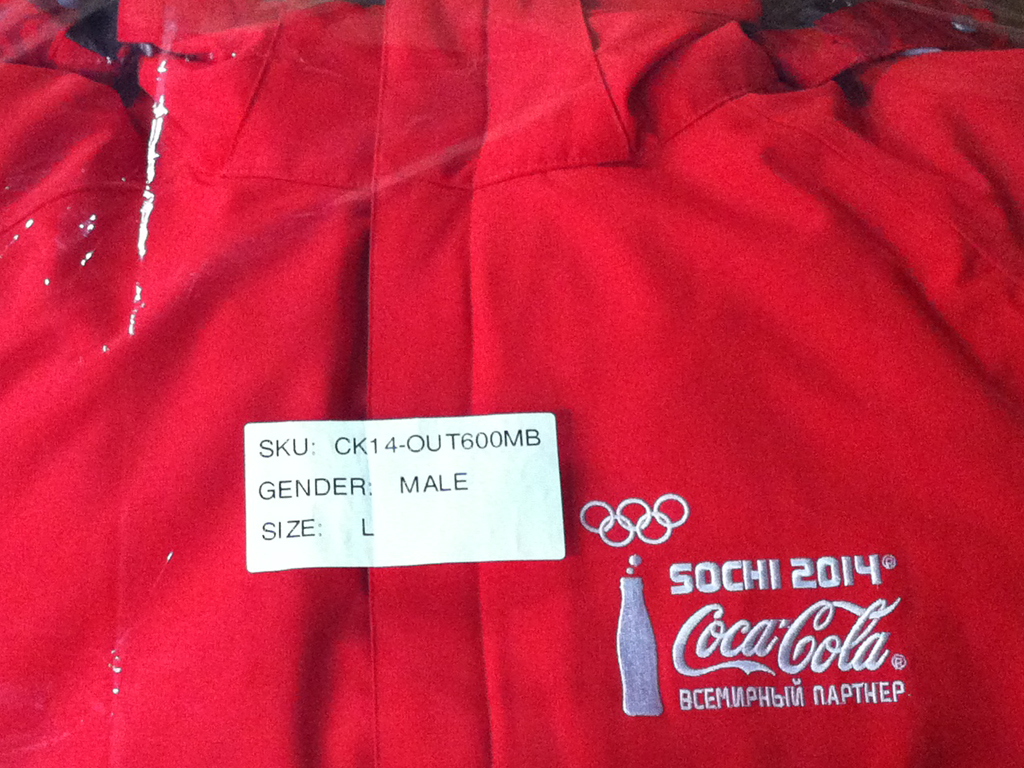 SKU: CK14-OUT600MB
GENDER: MALE
SIZE: L
SOCHI 2014®
Coca-Cola®
ВСЕМИРНЫЙ ПАРТНЕР